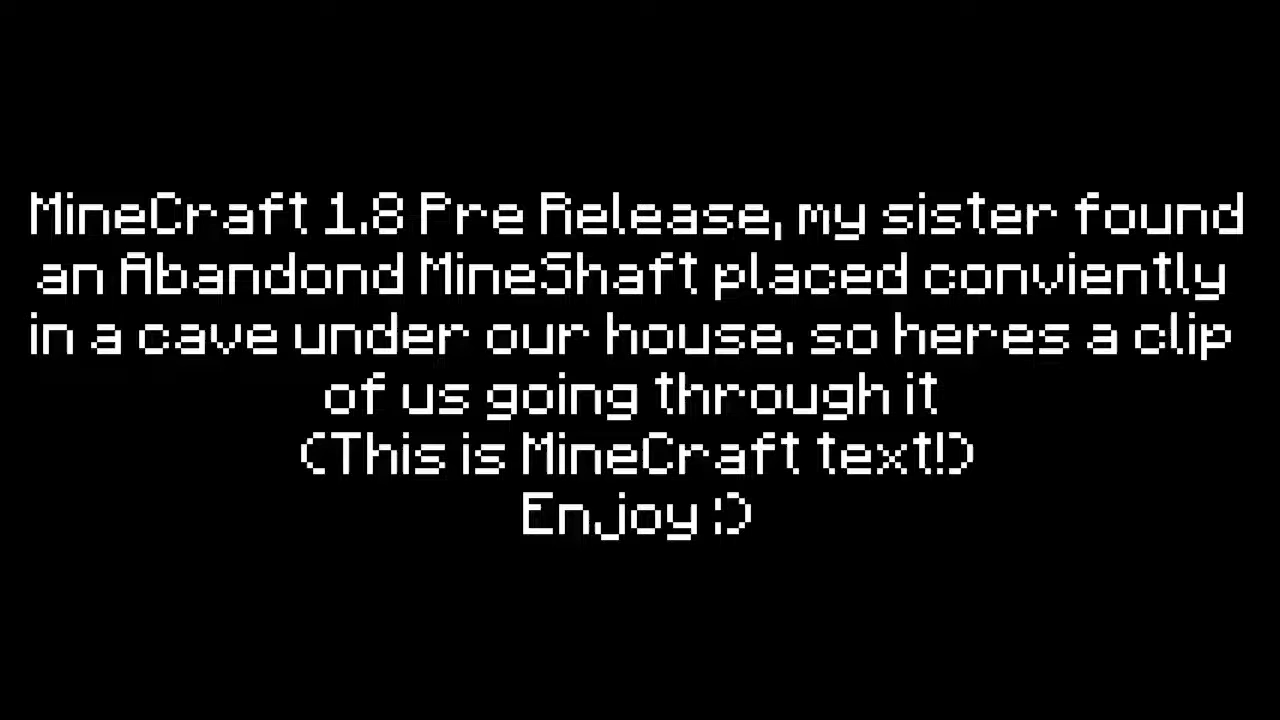 MineCraft 1.8 Pre Release, my sister found
an Abandond MineShaft placed conviently
in a cave under our house. so heres a clip
of us going through it
(This is MineCraft text!)
Enjoy :)